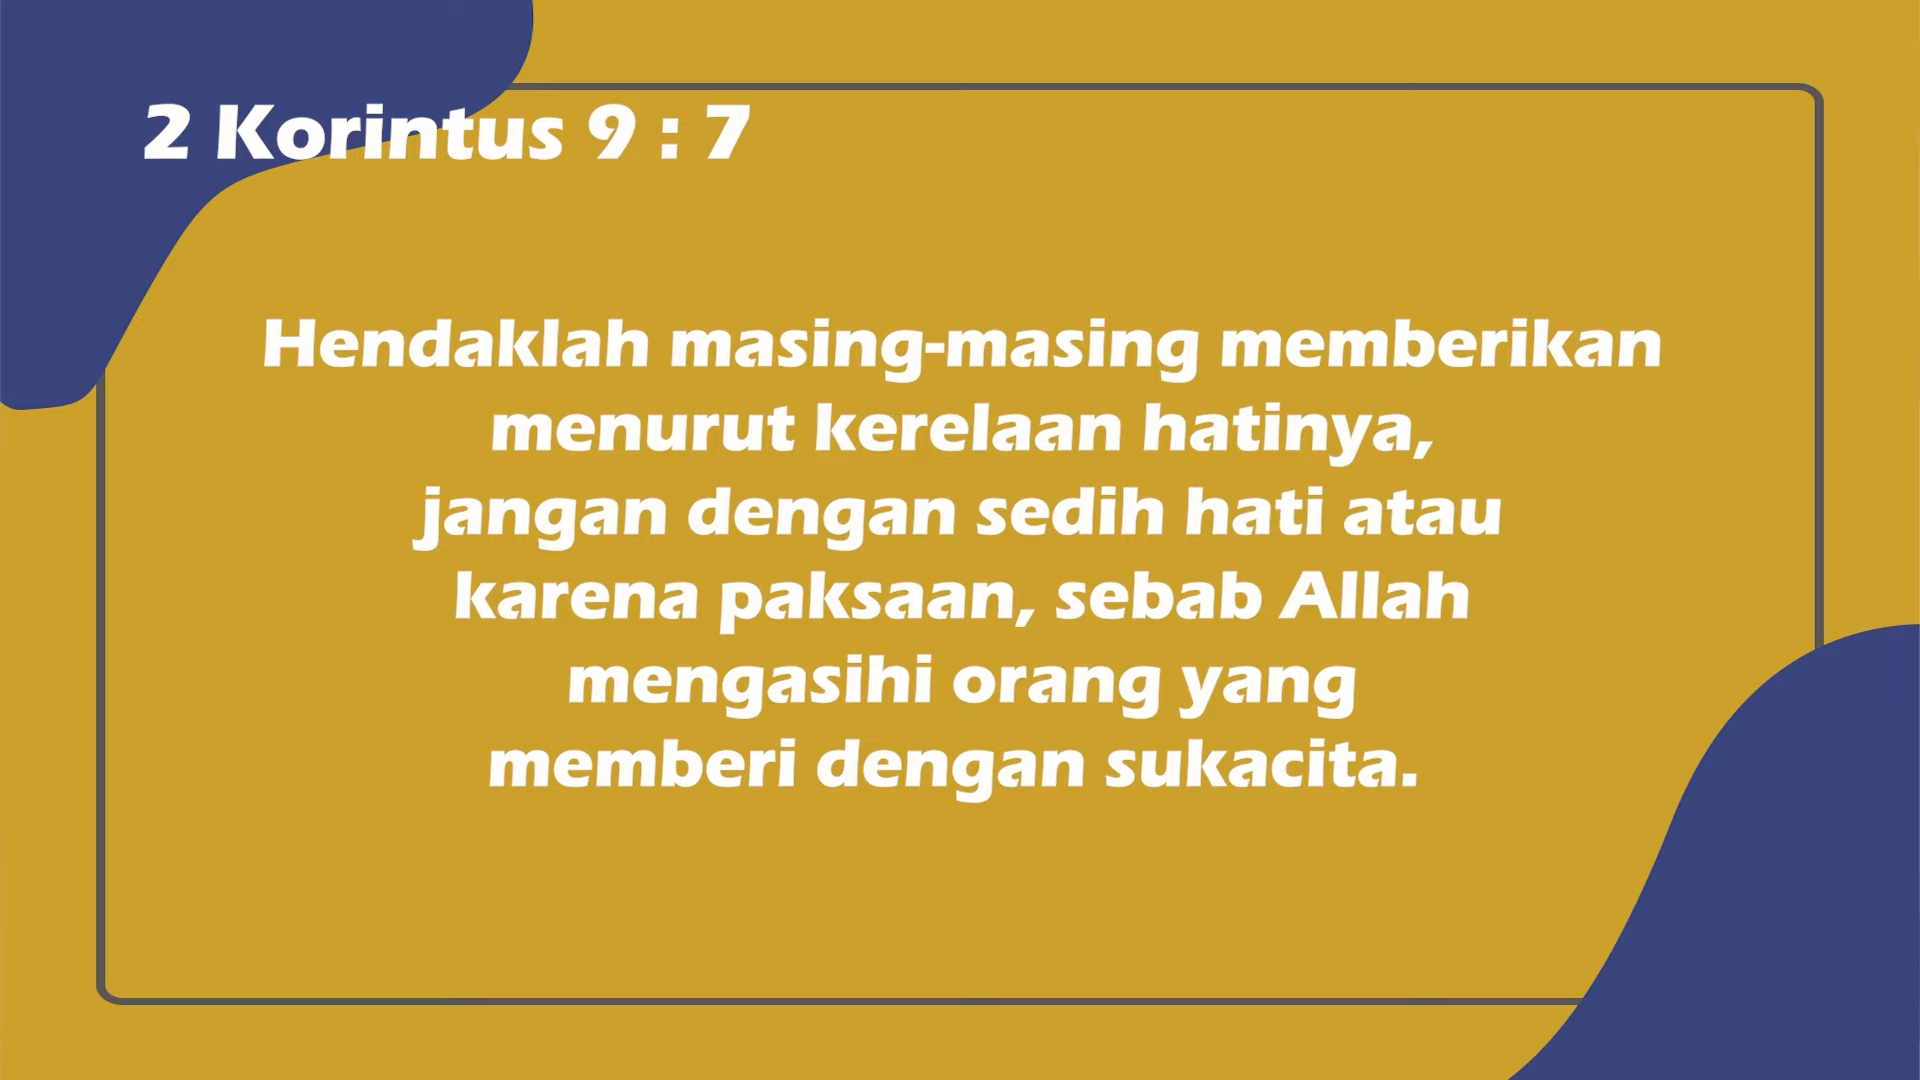 2 Korintus 9 : 7
Hendaklah masing-masing memberikan
menurut kerelaan hatinya,
jangan dengan sedih hati atau
karena paksaan, sebab Allah
mengasihi orang yang
memberi dengan sukacita.